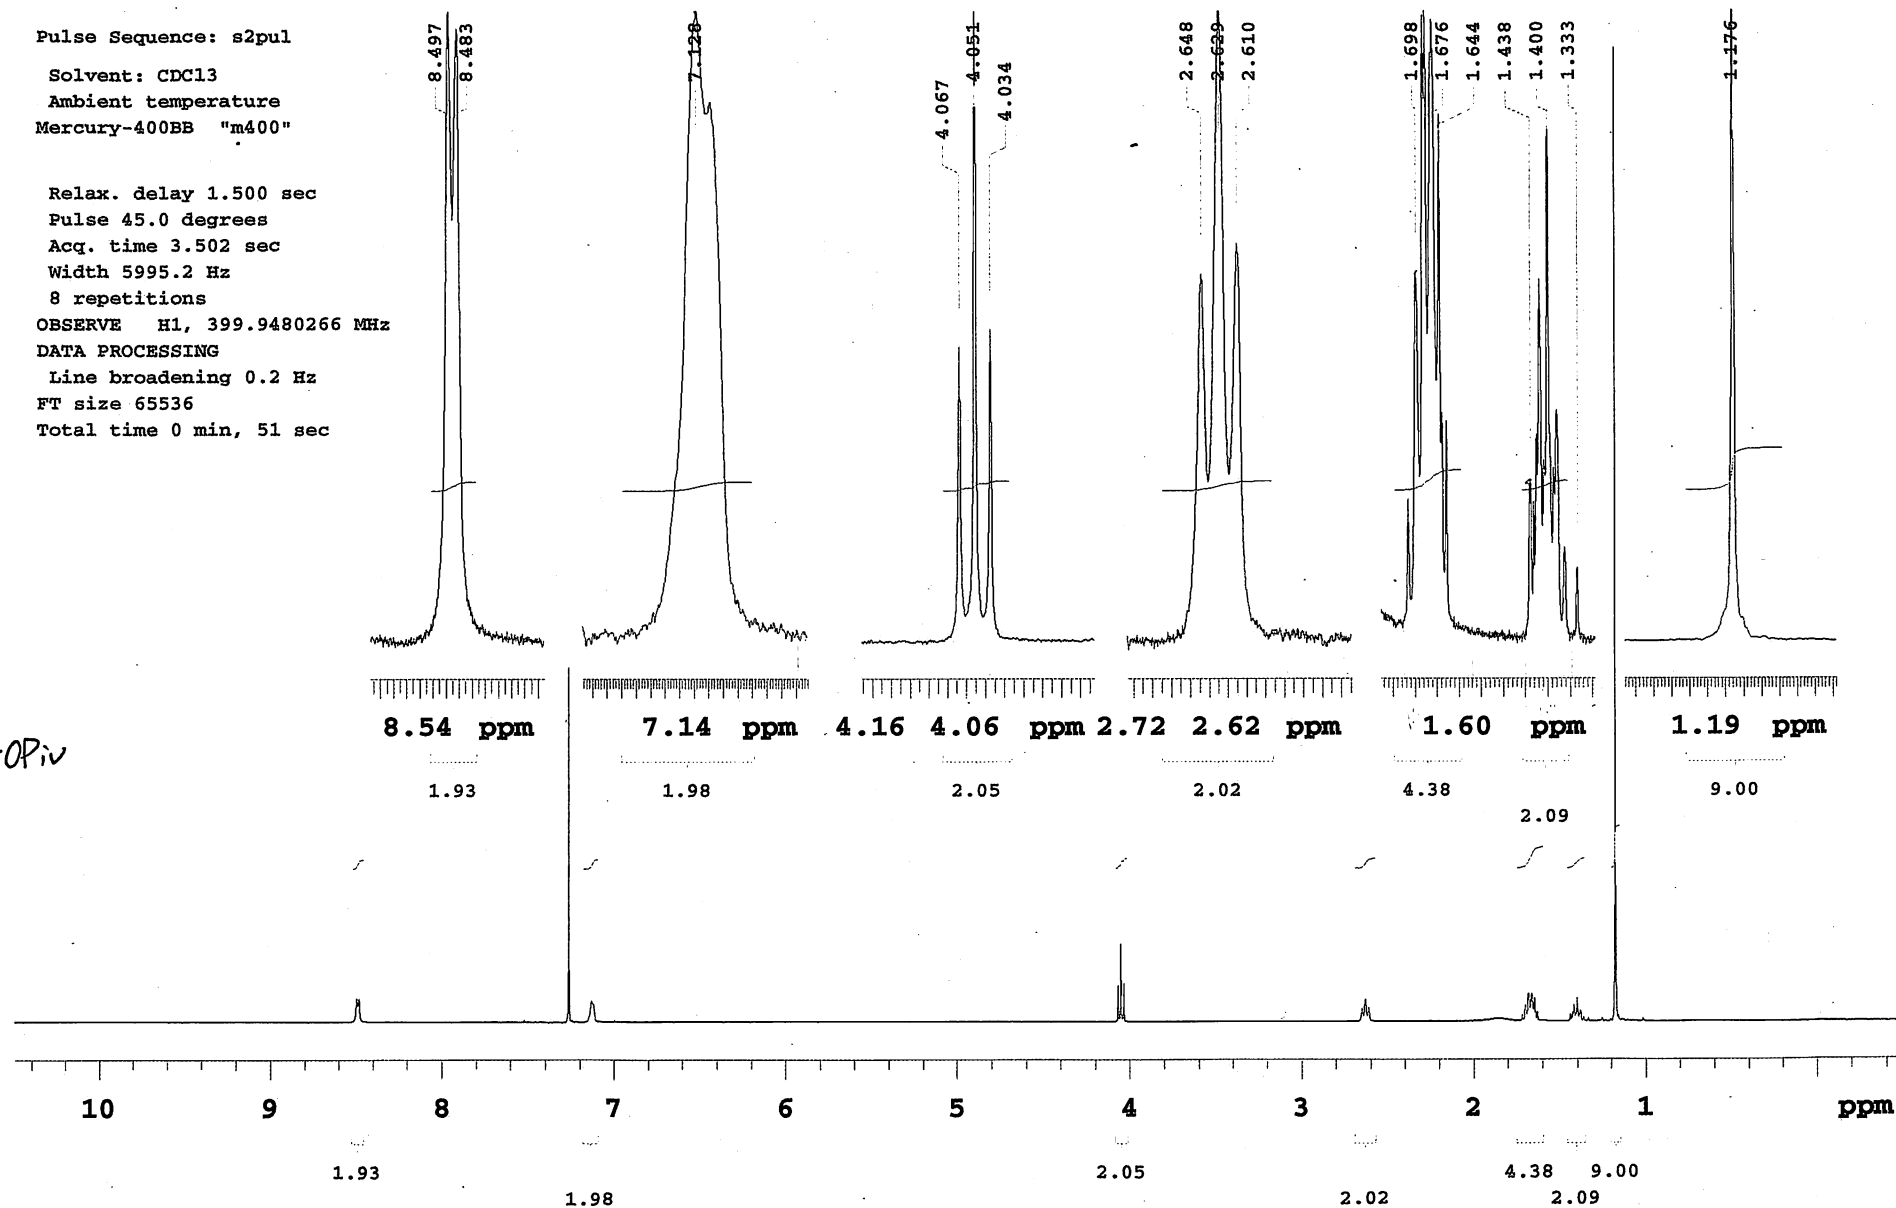 Pulse Sequence: s2pul
Solvent: CDCl3
Ambient temperature
Mercury-400BB "m400"
Relax. delay 1.500 sec
Pulse 45.0 degrees
Acq. time 3.502 sec
Width 5995.2 Hz
8 repetitions
OBSERVE H1, 399.9480266 MHz
DATA PROCESSING
Line broadening 0.2 Hz
FT size 65536
Total time 0 min, 51 sec
8.497
8.483
7.128
4.067
4.051
4.034
2.648
2.629
2.610
1.698
1.676
1.644
1.438
1.400
1.333
1.176
8.54 ppm
7.14 ppm
4.16 4.06 ppm
2.72 2.62 ppm
1.60 ppm
1.19 ppm
OPiv
1.93
1.98
2.05
2.02
4.38
2.09
9.00
10 9 8 7 6 5 4 3 2 1 ppm
1.93
1.98
2.05
2.02
4.38
2.09
9.00